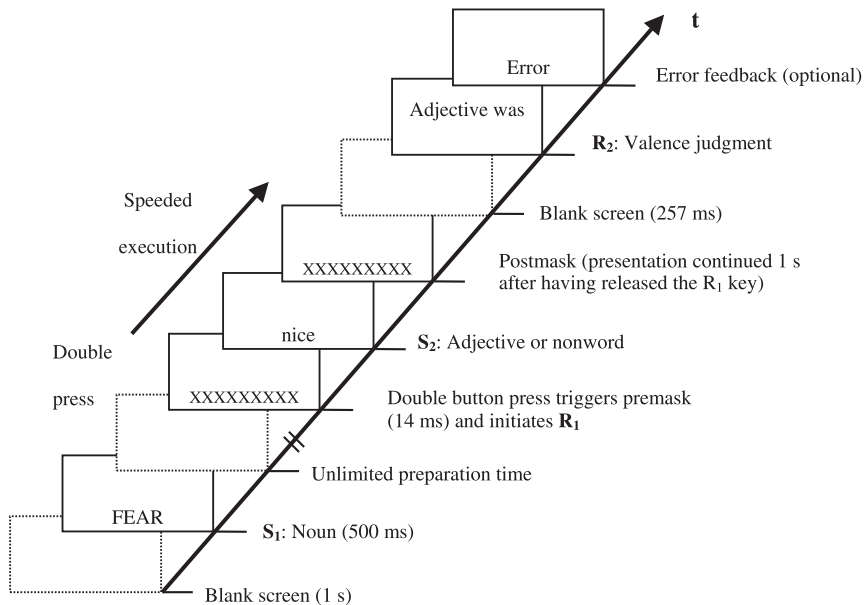 t
Error
Error feedback (optional)
Adjective was
R₂: Valence judgment
Speeded
execution
Blank screen (257 ms)
XXXXXXXXX
Postmask (presentation continued 1 s
after having released the R₁ key)
nice
S₂: Adjective or nonword
Double
press
XXXXXXXXX
Double button press triggers premask
(14 ms) and initiates R₁
Unlimited preparation time
FEAR
S₁: Noun (500 ms)
Blank screen (1 s)